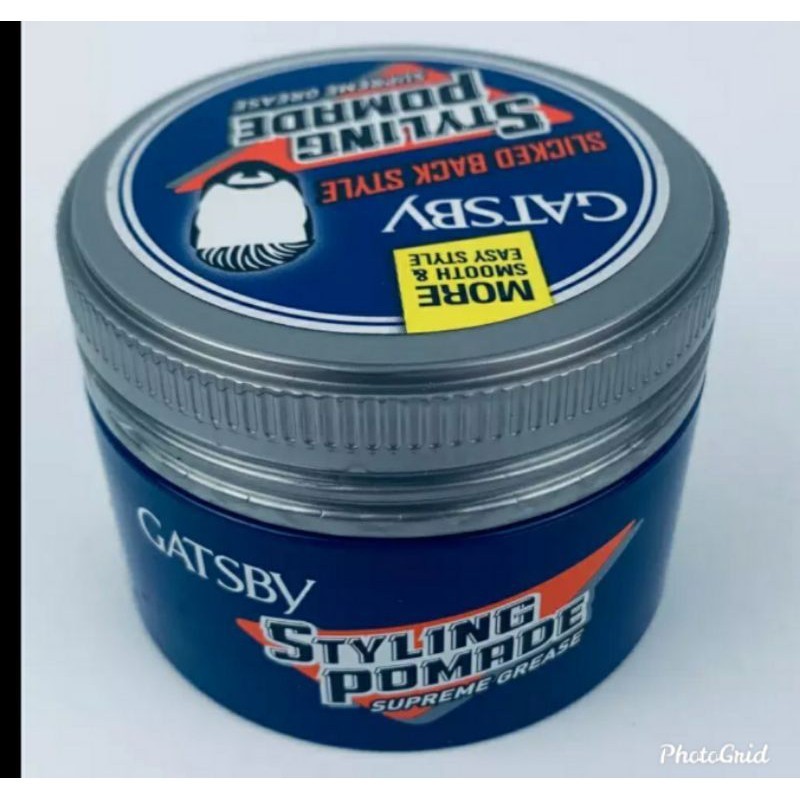 GATSBY
SLICKED BACK STYLE
STYLING
POMADE
SUPREME GREASE
MORE
SMOOTH &
EASY STYLE
GATSBY
STYLING
POMADE
SUPREME GREASE
PhotoGrid